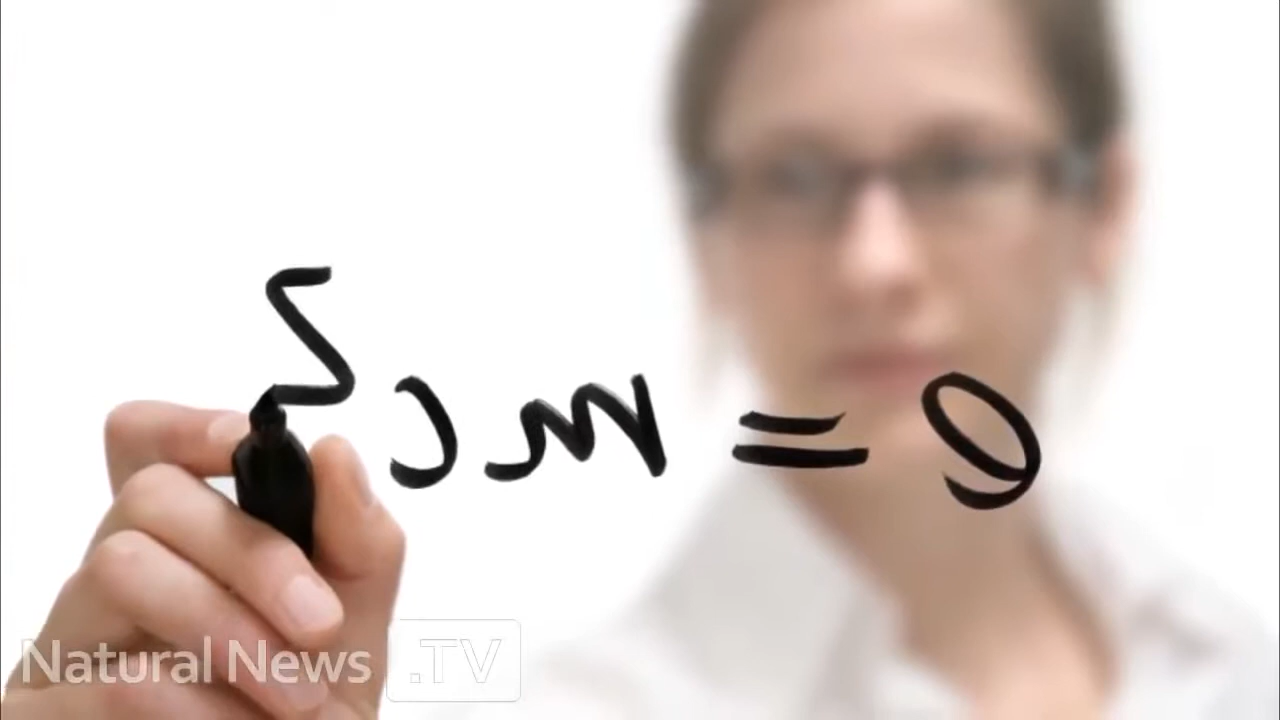 e = mc²
Natural News .TV